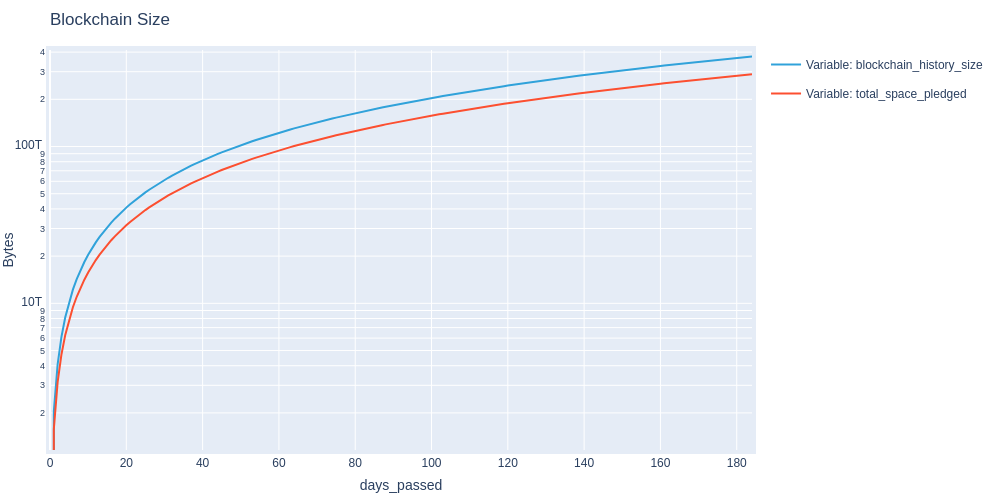 Blockchain Size
Variable: blockchain_history_size
Variable: total_space_pledged
4
3
2
100T
9
8
7
6
5
4
3
2
10T
9
8
7
6
5
4
3
2
Bytes
0 20 40 60 80 100 120 140 160 180
days_passed